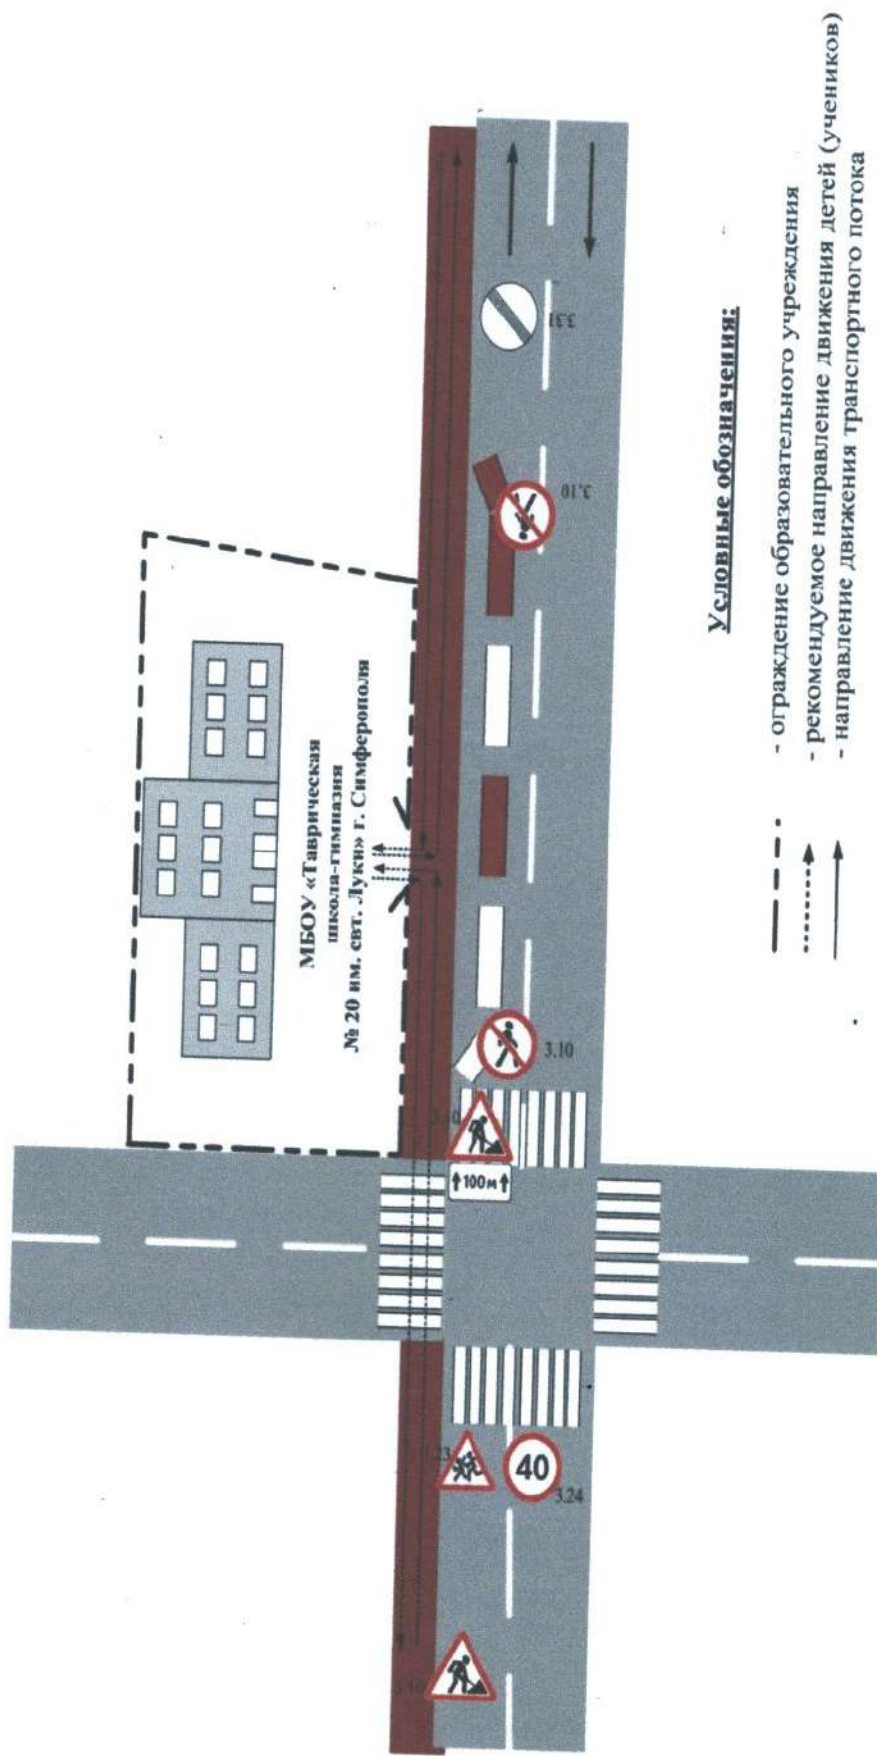 МБОУ «Таврическая
школа-гимназия
№ 20 им. свт. Луки» г. Симферополя
3.31
3.10
3.10
100м
40
3.24
Условные обозначения:
- ограждение образовательного учреждения
- рекомендуемое направление движения детей (учеников)
- направление движения транспортного потока